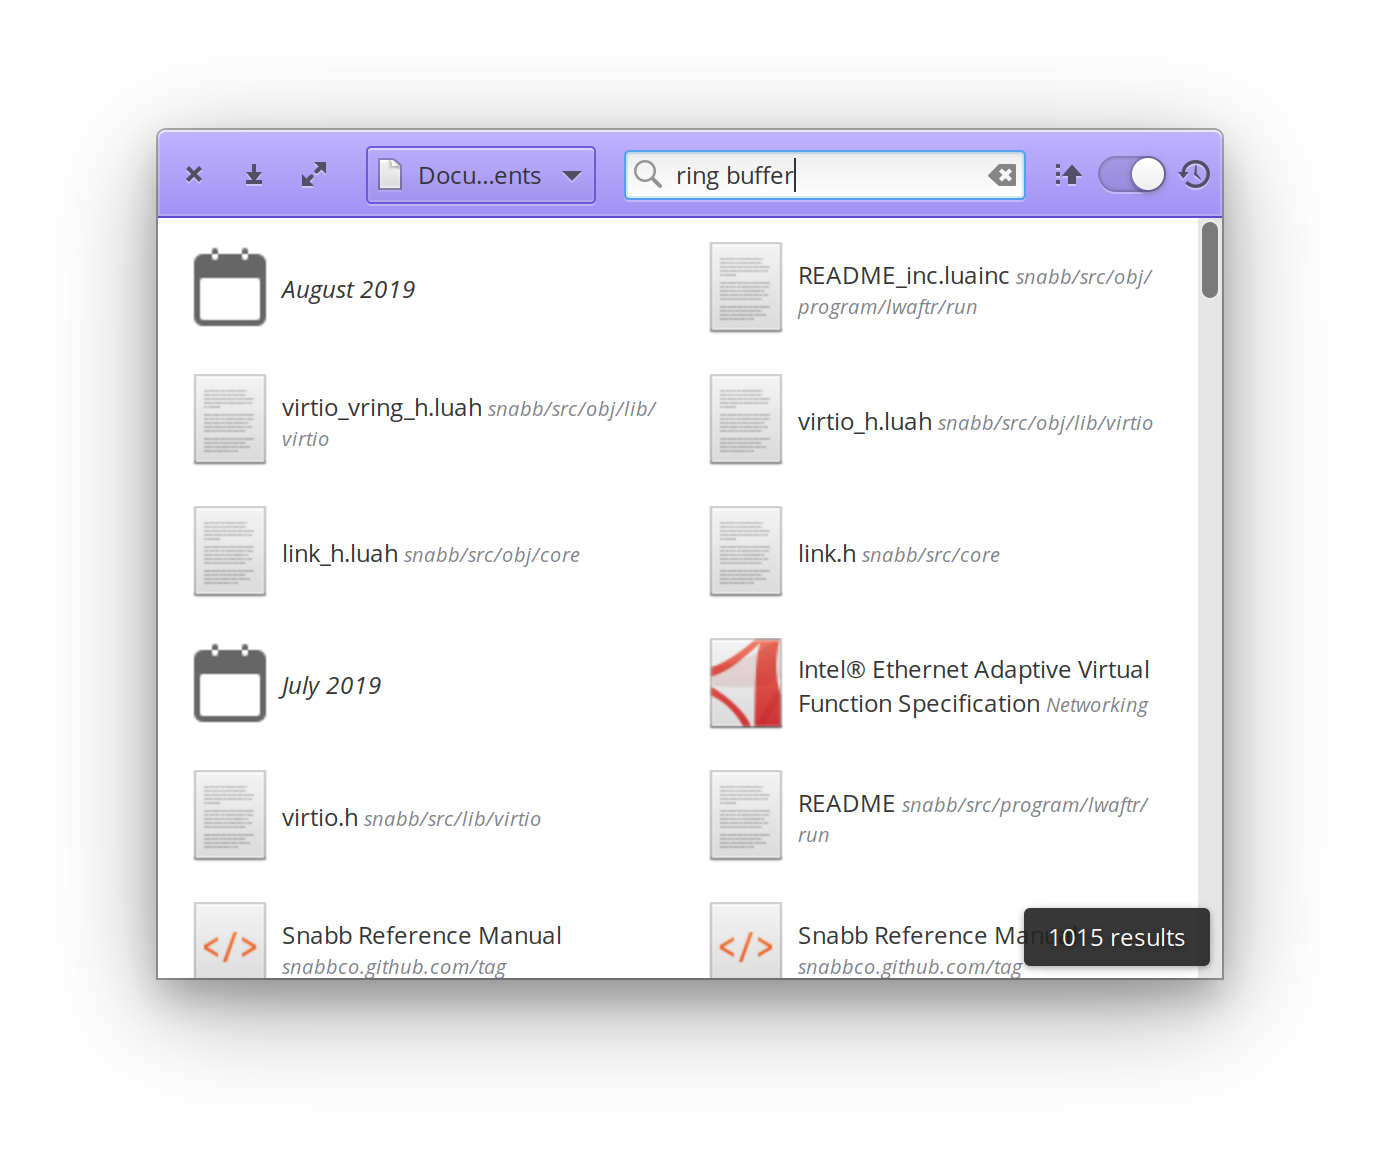 Docu...ents
ring buffer
August 2019
README_inc.luainc snabb/src/obj/
program/lwaftr/run
virtio_vring_h.luah snabb/src/obj/lib/
virtio
virtio_h.luah snabb/src/obj/lib/virtio
link_h.luah snabb/src/obj/core
link.h snabb/src/core
July 2019
Intel® Ethernet Adaptive Virtual
Function Specification Networking
virtio.h snabb/src/lib/virtio
README snabb/src/program/lwaftr/
run
Snabb Reference Manual
snabbco.github.com/tag
Snabb Reference Manual
snabbco.github.com/tag
1015 results